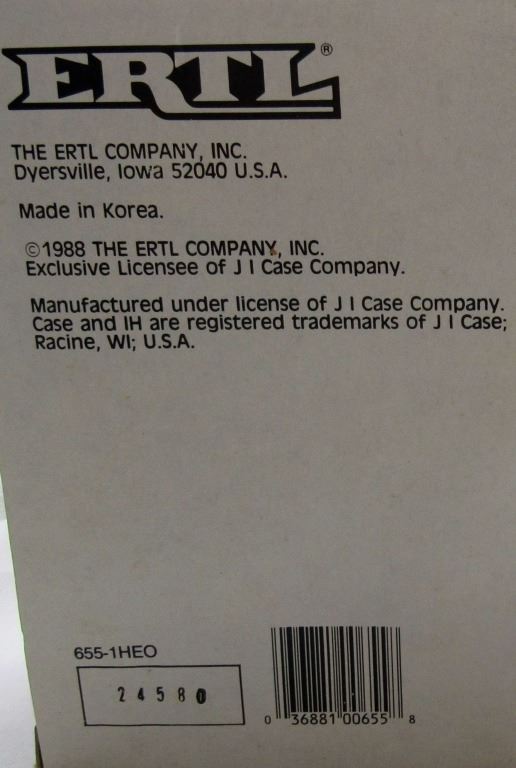 ERTL®
THE ERTL COMPANY, INC.
Dyersville, Iowa 52040 U.S.A.
Made in Korea.
©1988 THE ERTL COMPANY, INC.
Exclusive Licensee of J I Case Company.
Manufactured under license of J I Case Company.
Case and IH are registered trademarks of J I Case;
Racine, WI; U.S.A.
655-1HEO
24580
0 36881 00655 8